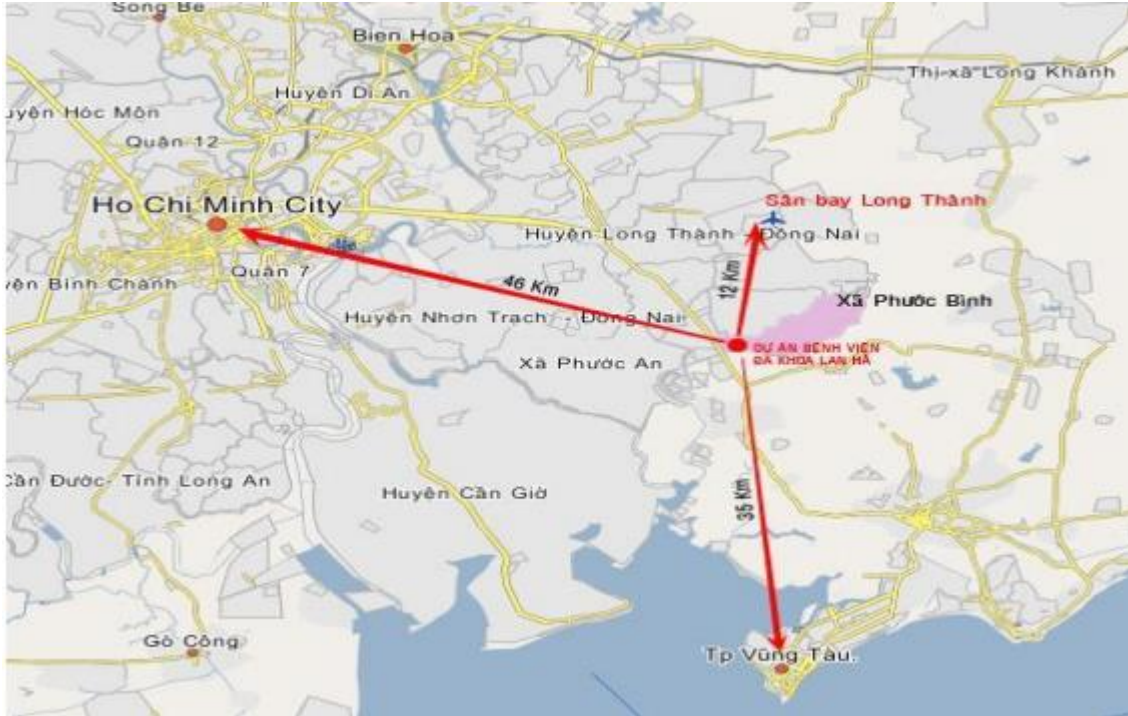 Song Be
Bien Hoa
Thị xã Long Khánh
Huyện Dĩ An
uyện Hóc Môn
Quận 12
Sân bay Long Thành
Ho Chi Minh City
Huyện Long Thành - Đồng Nai
Quận 7
yện Bình Chánh
46 Km
12 Km
Xã Phước Bình
Huyện Nhơn Trạch - Đồng Nai
DỰ ÁN BỆNH VIỆN
ĐA KHOA LAN HÀ
Xã Phước An
Cần Đước- Tỉnh Long An
Huyện Cần Giờ
35 Km
Gò Công
Tp Vũng Tàu.